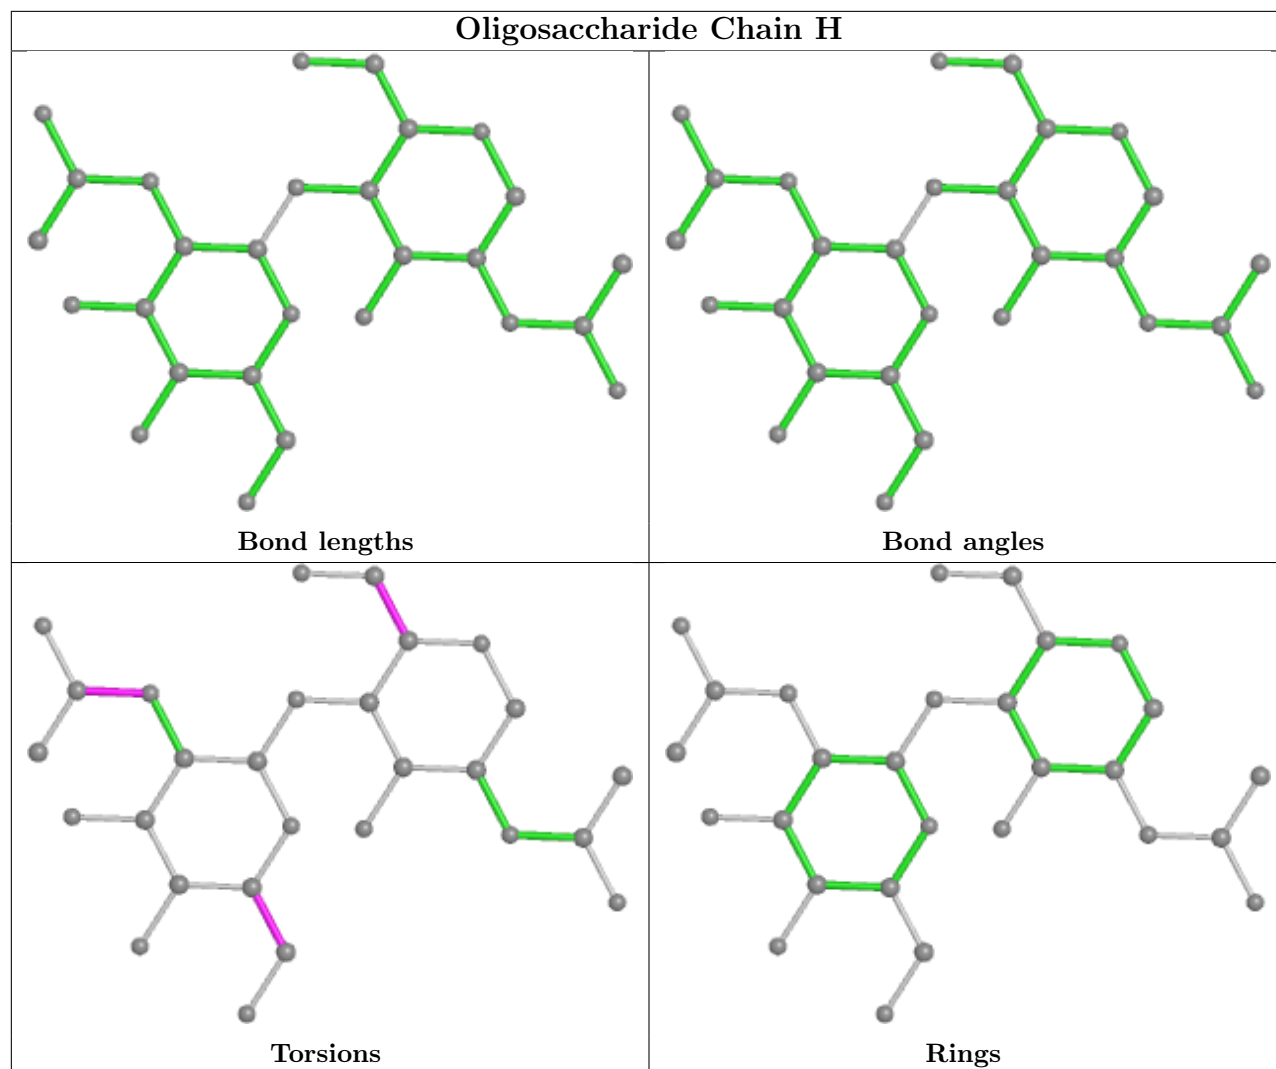 Oligosaccharide Chain H
Bond lengths
Bond angles
Torsions
Rings